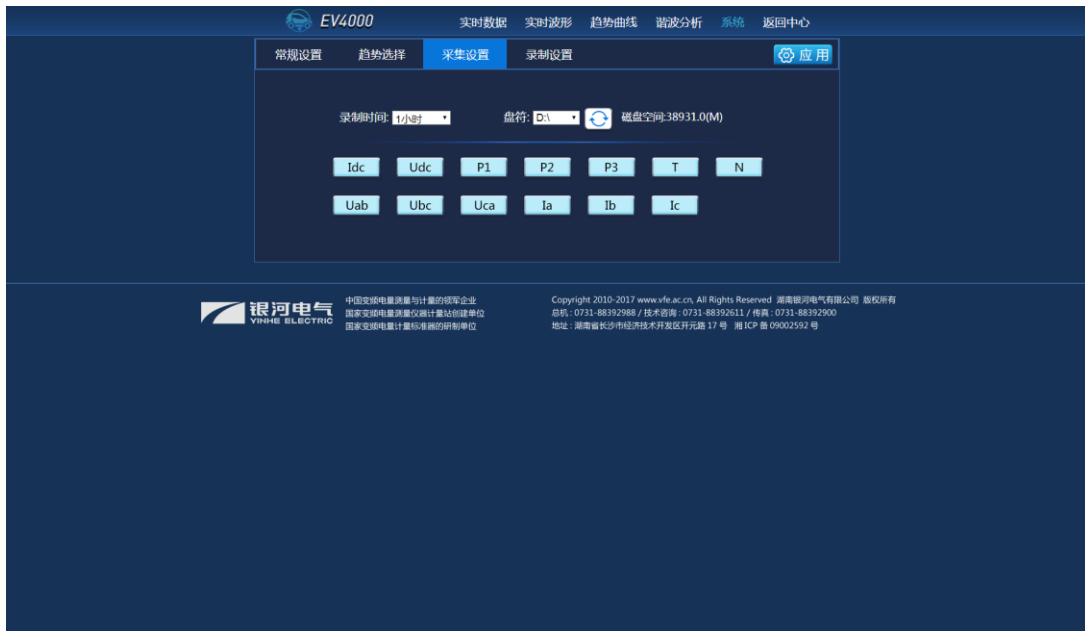 EV4000 实时数据 实时波形 趋势曲线 谐波分析 系统 返回中心
常规设置 趋势选择 采集设置 录制设置 应用
录制时间: 1小时 盘符: D:\ 磁盘空间:38931.0(M)
Idc Udc P1 P2 P3 T N
Uab Ubc Uca Ia Ib Ic
银河电气
YINHE ELECTRIC
中国变频电量测量与计量的领军企业
国家变频电量测量仪器计量站创建单位
国家变频电量计量标准器的研制单位
Copyright 2010-2017 www.vfe.ac.cn, All Rights Reserved 湖南银河电气有限公司 版权所有
总机 : 0731-88392988 / 技术咨询 : 0731-88392611 / 传真 : 0731-88392900
地址 : 湖南省长沙市经济技术开发区开元路 17 号 湘 ICP 备 09002592 号